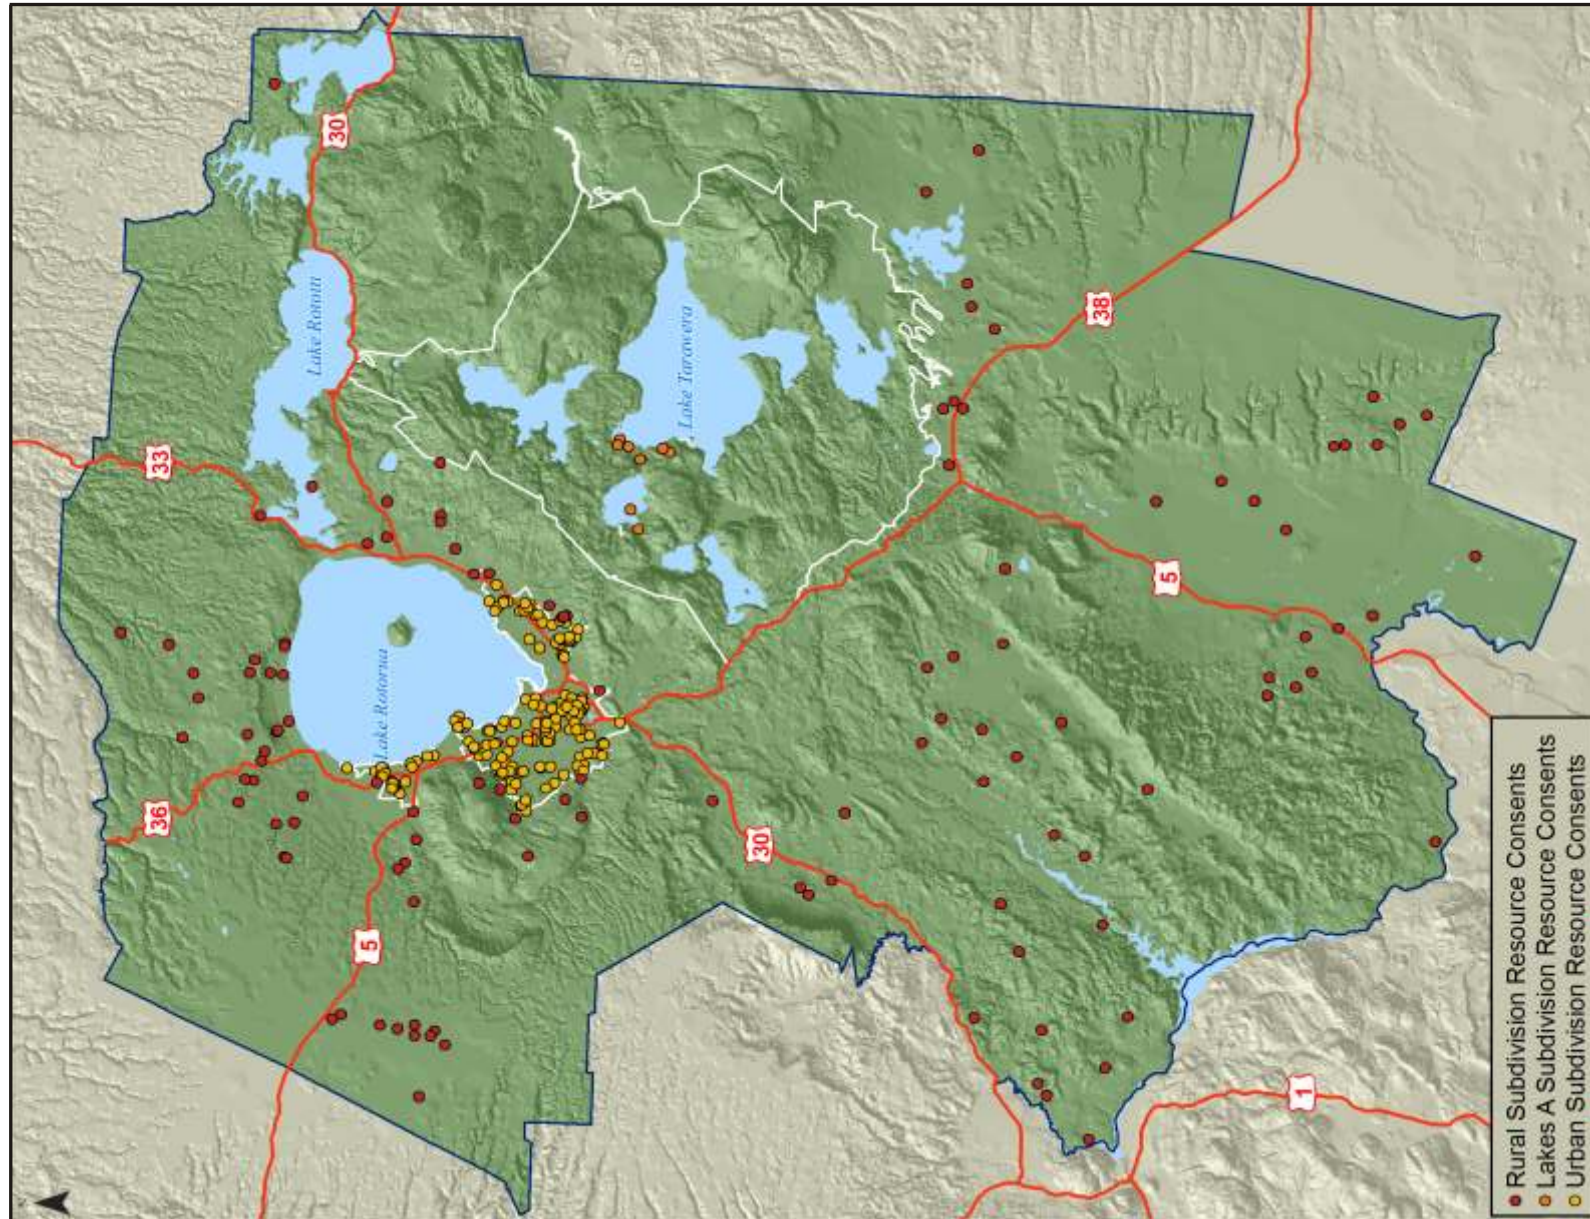 30
Lake Rotoiti
33
Lake Tarawera
38
5
Lake Rotorua
36
30
5
1
Rural Subdivision Resource Consents
Lakes A Subdivision Resource Consents
Urban Subdivision Resource Consents